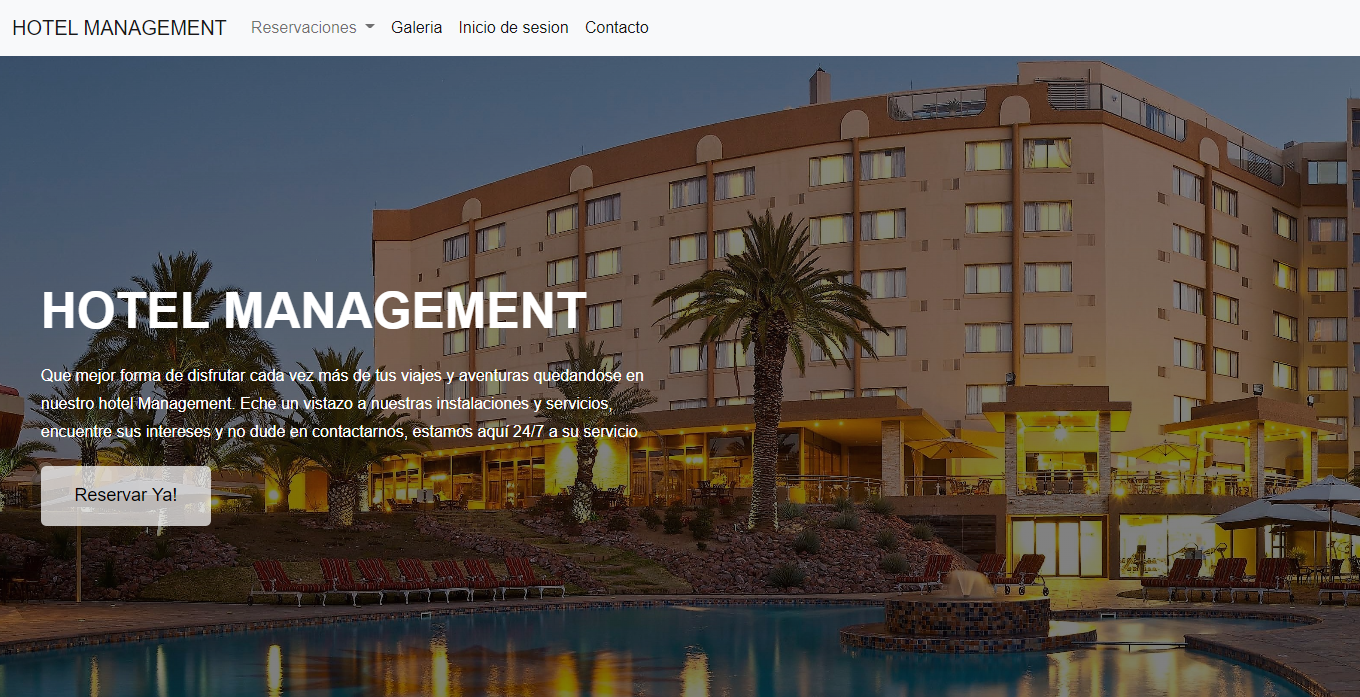 HOTEL MANAGEMENT Reservaciones Galeria Inicio de sesion Contacto
HOTEL MANAGEMENT
Que mejor forma de disfrutar cada vez más de tus viajes y aventuras quedandose en
nuestro hotel Management. Eche un vistazo a nuestras instalaciones y servicios,
encuentre sus intereses y no dude en contactarnos, estamos aquí 24/7 a su servicio
Reservar Ya!